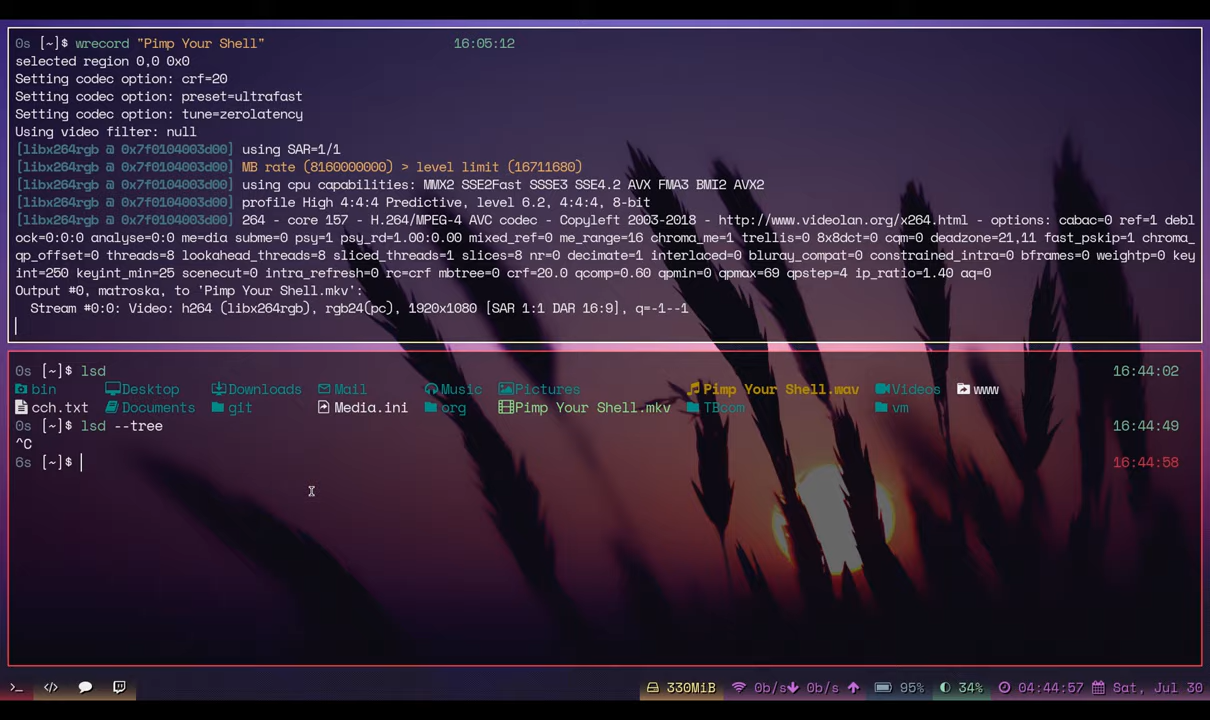 0s [~]$ wrecord "Pimp Your Shell" 16:05:12
selected region 0,0 0x0
Setting codec option: crf=20
Setting codec option: preset=ultrafast
Setting codec option: tune=zerolatency
Using video filter: null
[libx264rgb @ 0x7f0104003d00] using SAR=1/1
[libx264rgb @ 0x7f0104003d00] MB rate (8160000000) > level limit (16711680)
[libx264rgb @ 0x7f0104003d00] using cpu capabilities: MMX2 SSE2Fast SSSE3 SSE4.2 AVX FMA3 BMI2 AVX2
[libx264rgb @ 0x7f0104003d00] profile High 4:4:4 Predictive, level 6.2, 4:4:4, 8-bit
[libx264rgb @ 0x7f0104003d00] 264 - core 157 - H.264/MPEG-4 AVC codec - Copyleft 2003-2018 - http://www.videolan.org/x264.html - options: cabac=0 ref=1 debl
ock=0:0:0 analyse=0:0 me=dia subme=0 psy=1 psy_rd=1.00:0.00 mixed_ref=0 me_range=16 chroma_me=1 trellis=0 8x8dct=0 cqm=0 deadzone=21,11 fast_pskip=1 chroma_
qp_offset=0 threads=8 lookahead_threads=8 sliced_threads=1 slices=8 nr=0 decimate=1 interlaced=0 bluray_compat=0 constrained_intra=0 bframes=0 weightp=0 key
int=250 keyint_min=25 scenecut=0 intra_refresh=0 rc=crf mbtree=0 crf=20.0 qcomp=0.60 qpmin=0 qpmax=69 qpstep=4 ip_ratio=1.40 aq=0
Output #0, matroska, to 'Pimp Your Shell.mkv':
Stream #0:0: Video: h264 (libx264rgb), rgb24(pc), 1920x1080 [SAR 1:1 DAR 16:9], q=-1--1
0s [~]$ lsd 16:44:02
bin Desktop Downloads Mail Music Pictures Pimp Your Shell.wav Videos www
cch.txt Documents git Media.ini org Pimp Your Shell.mkv TBcom vm
0s [~]$ lsd --tree 16:44:49
^C
6s [~]$ 16:44:58
330MiB 0b/s 0b/s 95% 34% 04:44:57 Sat, Jul 30